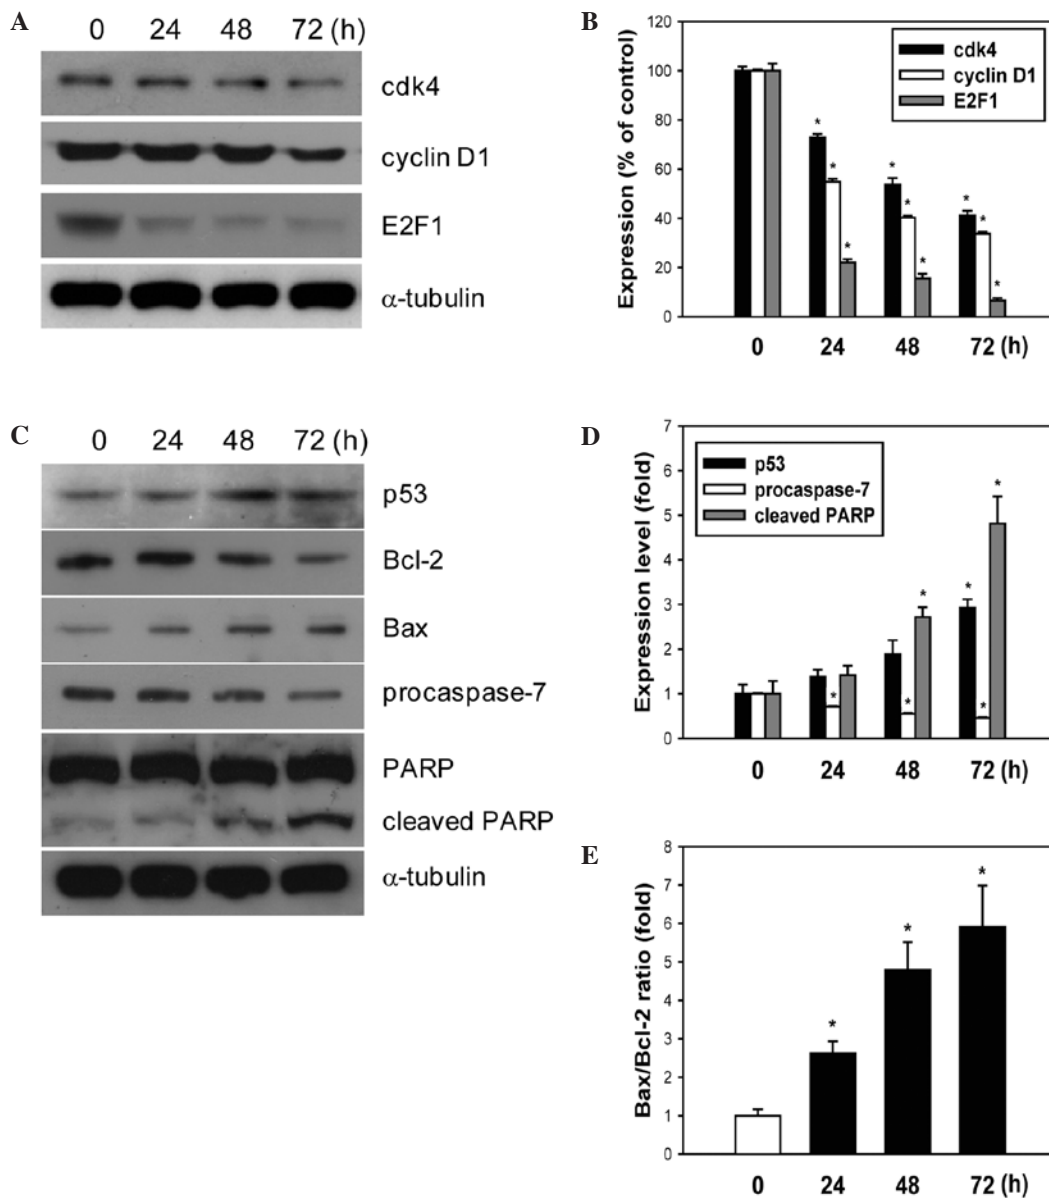 A
0 24 48 72 (h)
cdk4
cyclin D1
E2F1
α-tubulin
B
Expression (% of control)
120
100
80
60
40
20
0
cdk4
cyclin D1
E2F1
* * *
* * *
* * *
0 24 48 72 (h)
C
0 24 48 72 (h)
p53
Bcl-2
Bax
procaspase-7
PARP
cleaved PARP
α-tubulin
D
Expression level (fold)
7
6
5
4
3
2
1
0
p53
procaspase-7
cleaved PARP
*
* *
* * *
0 24 48 72 (h)
E
Bax/Bcl-2 ratio (fold)
8
7
6
5
4
3
2
1
0
* * *
0 24 48 72 (h)